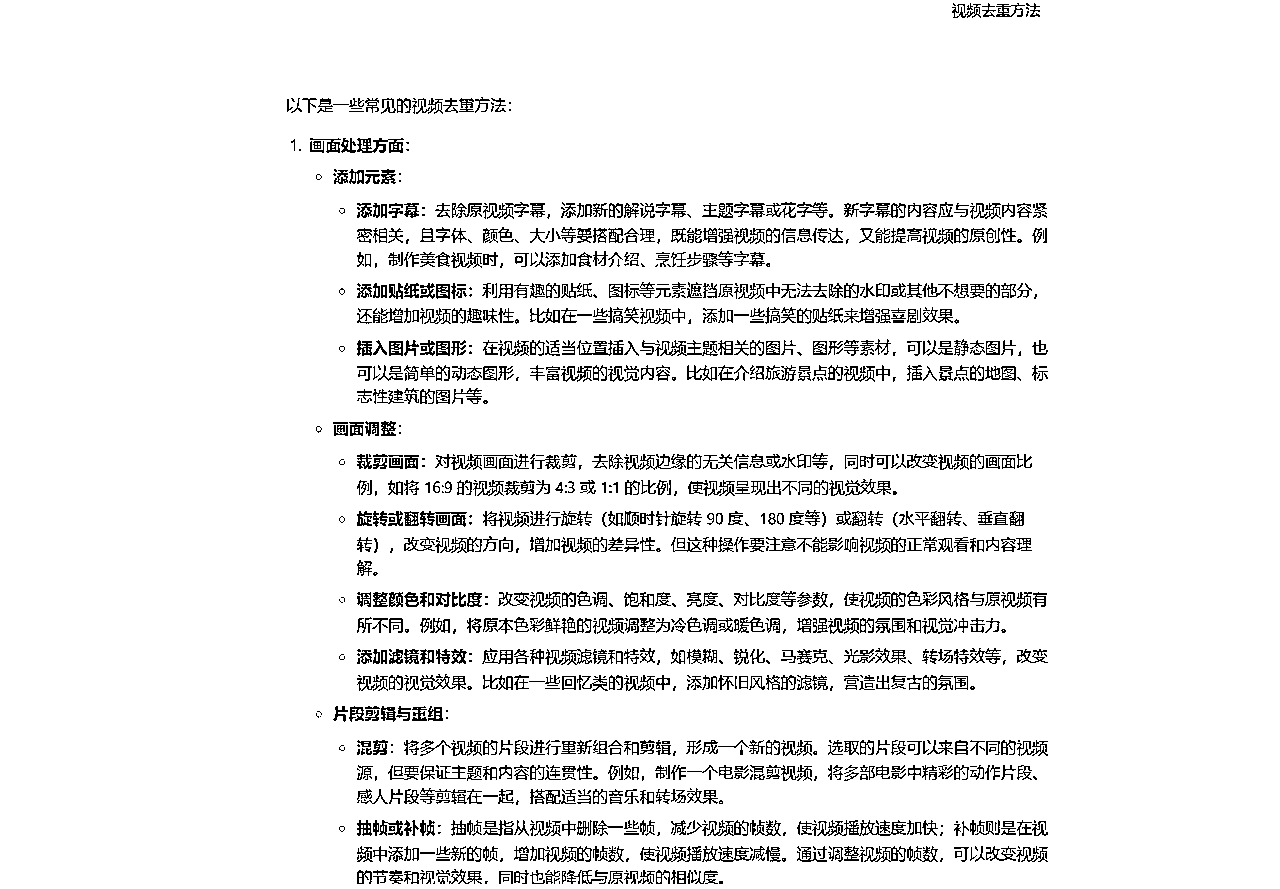 视频去重方法
以下是一些常见的视频去重方法：
1. 画面处理方面：
◦ 添加元素：
◦ 添加字幕：去除原视频字幕，添加新的解说字幕、主题字幕或花字等。新字幕的内容应与视频内容紧
密相关，且字体、颜色、大小等要搭配合理，既能增强视频的信息传达，又能提高视频的原创性。例
如，制作美食视频时，可以添加食材介绍、烹饪步骤等字幕。
◦ 添加贴纸或图标：利用有趣的贴纸、图标等元素遮挡原视频中无法去除的水印或其他不想要的部分，
还能增加视频的趣味性。比如在一些搞笑视频中，添加一些搞笑的贴纸来增强喜剧效果。
◦ 插入图片或图形：在视频的适当位置插入与视频主题相关的图片、图形等素材，可以是静态图片，也
可以是简单的动态图形，丰富视频的视觉内容。比如在介绍旅游景点的视频中，插入景点的地图、标
志性建筑的图片等。
◦ 画面调整：
◦ 裁剪画面：对视频画面进行裁剪，去除视频边缘的无关信息或水印等，同时可以改变视频的画面比
例，如将 16:9 的视频裁剪为 4:3 或 1:1 的比例，使视频呈现出不同的视觉效果。
◦ 旋转或翻转画面：将视频进行旋转（如顺时针旋转 90 度、180 度等）或翻转（水平翻转、垂直翻
转），改变视频的方向，增加视频的差异性。但这种操作要注意不能影响视频的正常观看和内容理
解。
◦ 调整颜色和对比度：改变视频的色调、饱和度、亮度、对比度等参数，使视频的色彩风格与原视频有
所不同。例如，将原本色彩鲜艳的视频调整为冷色调或暖色调，增强视频的氛围和视觉冲击力。
◦ 添加滤镜和特效：应用各种视频滤镜和特效，如模糊、锐化、马赛克、光影效果、转场特效等，改变
视频的视觉效果。比如在一些回忆类的视频中，添加怀旧风格的滤镜，营造出复古的氛围。
◦ 片段剪辑与重组：
◦ 混剪：将多个视频的片段进行重新组合和剪辑，形成一个新的视频。选取的片段可以来自不同的视频
源，但要保证主题和内容的连贯性。例如，制作一个电影混剪视频，将多部电影中精彩的动作片段、
感人片段等剪辑在一起，搭配适当的音乐和转场效果。
◦ 抽帧或补帧：抽帧是指从视频中删除一些帧，减少视频的帧数，使视频播放速度加快；补帧则是在视
频中添加一些新的帧，增加视频的帧数，使视频播放速度减慢。通过调整视频的帧数，可以改变视频
的节奏和视觉效果，同时也能降低与原视频的相似度。